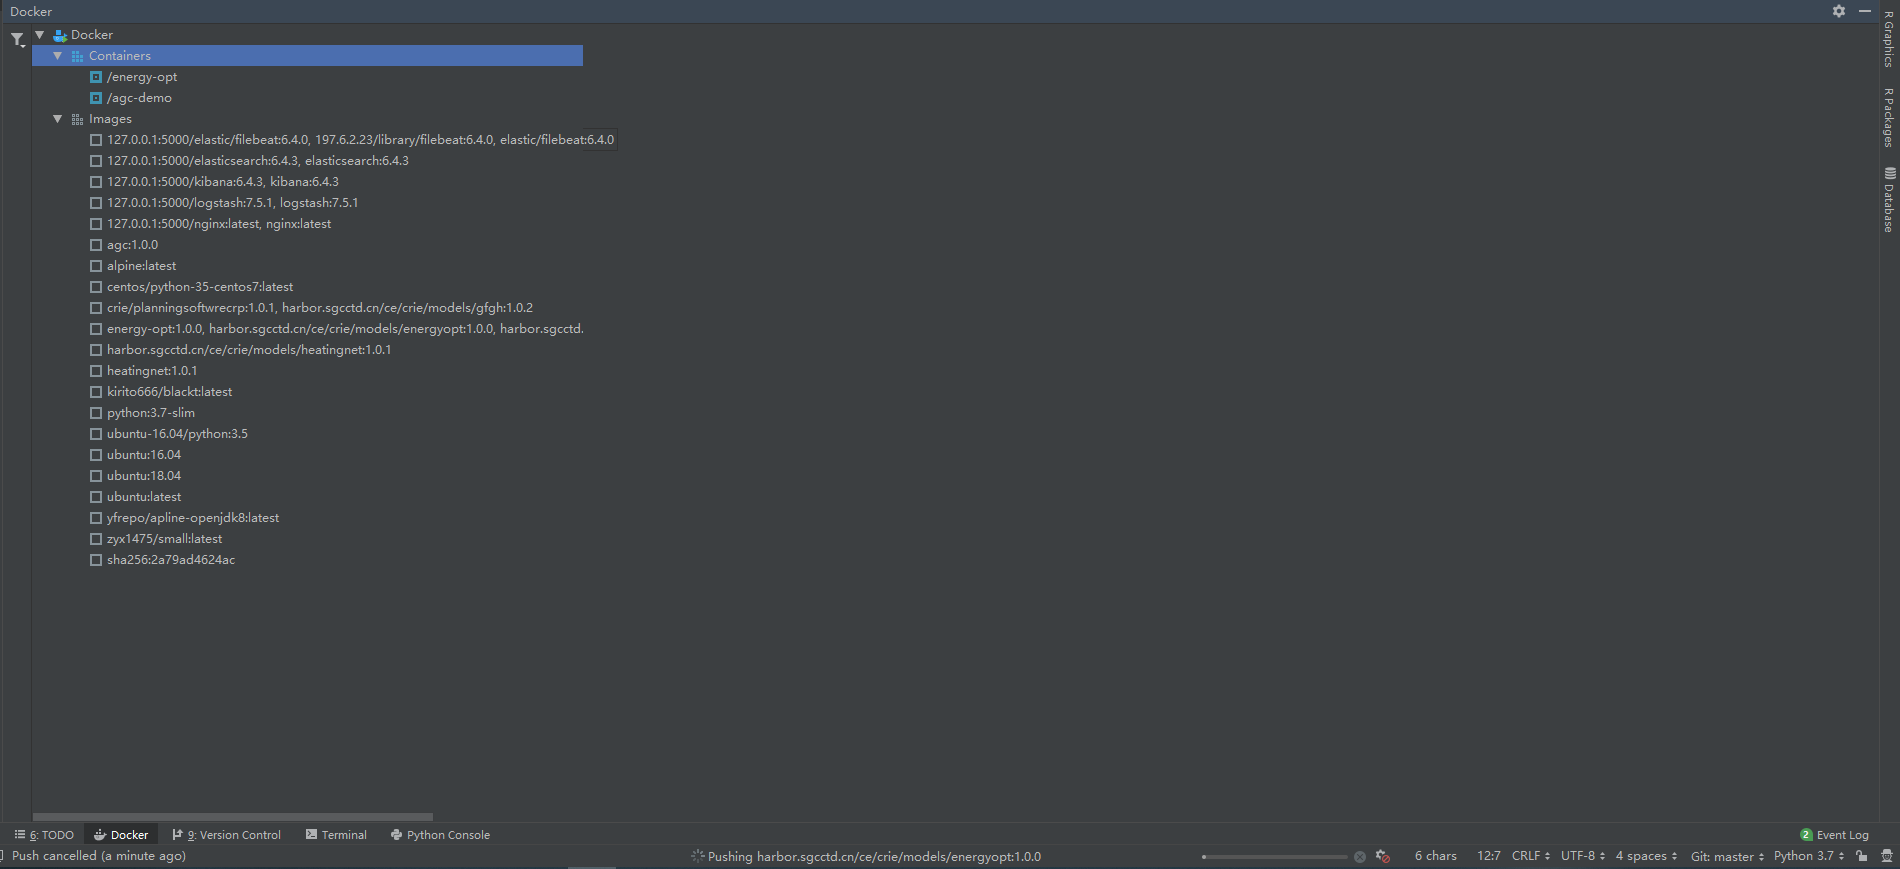 Docker
Docker
Containers
/energy-opt
/agc-demo
Images
127.0.0.1:5000/elastic/filebeat:6.4.0, 197.6.2.23/library/filebeat:6.4.0, elastic/filebeat:6.4.0
127.0.0.1:5000/elasticsearch:6.4.3, elasticsearch:6.4.3
127.0.0.1:5000/kibana:6.4.3, kibana:6.4.3
127.0.0.1:5000/logstash:7.5.1, logstash:7.5.1
127.0.0.1:5000/nginx:latest, nginx:latest
agc:1.0.0
alpine:latest
centos/python-35-centos7:latest
crie/planningsoftwrecrp:1.0.1, harbor.sgcctd.cn/ce/crie/models/gfgh:1.0.2
energy-opt:1.0.0, harbor.sgcctd.cn/ce/crie/models/energyopt:1.0.0, harbor.sgcctd.
harbor.sgcctd.cn/ce/crie/models/heatingnet:1.0.1
heatingnet:1.0.1
kirito666/blackt:latest
python:3.7-slim
ubuntu-16.04/python:3.5
ubuntu:16.04
ubuntu:18.04
ubuntu:latest
yfrepo/apline-openjdk8:latest
zyx1475/small:latest
sha256:2a79ad4624ac
R Graphics
R Packages
Database
6: TODO Docker 9: Version Control Terminal Python Console 2 Event Log
Push cancelled (a minute ago) Pushing harbor.sgcctd.cn/ce/crie/models/energyopt:1.0.0 6 chars 12:7 CRLF UTF-8 4 spaces Git: master Python 3.7